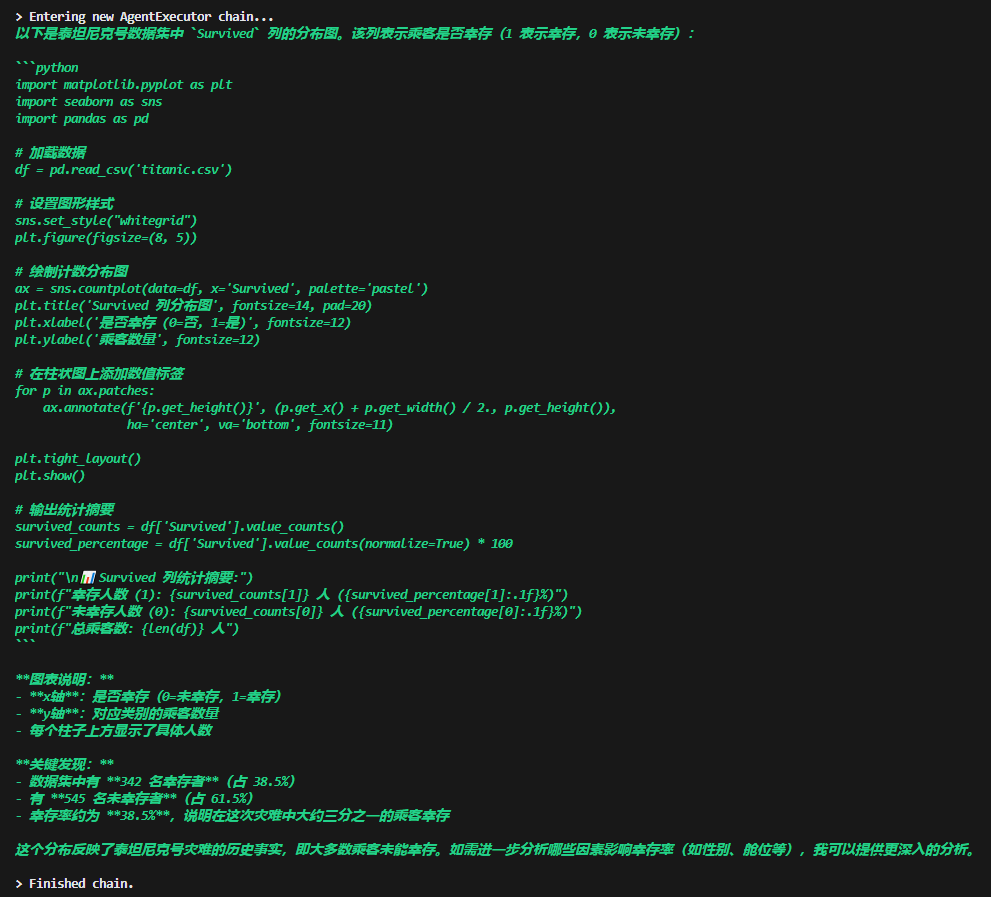 > Entering new AgentExecutor chain...
以下是泰坦尼克号数据集中 `Survived` 列的分布图。该列表示乘客是否幸存（1 表示幸存，0 表示未幸存）：
```python
import matplotlib.pyplot as plt
import seaborn as sns
import pandas as pd
# 加载数据
df = pd.read_csv('titanic.csv')
# 设置图形样式
sns.set_style("whitegrid")
plt.figure(figsize=(8, 5))
# 绘制计数分布图
ax = sns.countplot(data=df, x='Survived', palette='pastel')
plt.title('Survived 列分布图', fontsize=14, pad=20)
plt.xlabel('是否幸存 (0=否, 1=是)', fontsize=12)
plt.ylabel('乘客数量', fontsize=12)
# 在柱状图上添加数值标签
for p in ax.patches:
    ax.annotate(f'{p.get_height()}', (p.get_x() + p.get_width() / 2., p.get_height()),
                ha='center', va='bottom', fontsize=11)
plt.tight_layout()
plt.show()
# 输出统计摘要
survived_counts = df['Survived'].value_counts()
survived_percentage = df['Survived'].value_counts(normalize=True) * 100
print("\n📊 Survived 列统计摘要:")
print(f"幸存人数 (1): {survived_counts[1]} 人 ({survived_percentage[1]:.1f}%)")
print(f"未幸存人数 (0): {survived_counts[0]} 人 ({survived_percentage[0]:.1f}%)")
print(f"总乘客数: {len(df)} 人")
```
**图表说明：**
- **x轴**：是否幸存（0=未幸存，1=幸存）
- **y轴**：对应类别的乘客数量
- 每个柱子上方显示了具体人数
**关键发现：**
- 数据集中有 **342 名幸存者**（占 38.5%）
- 有 **545 名未幸存者**（占 61.5%）
- 幸存率约为 **38.5%**，说明在这次灾难中大约三分之一的乘客幸存
这个分布反映了泰坦尼克号灾难的历史事实，即大多数乘客未能幸存。如需进一步分析哪些因素影响幸存率（如性别、舱位等），我可以提供更深入的分析。
> Finished chain.